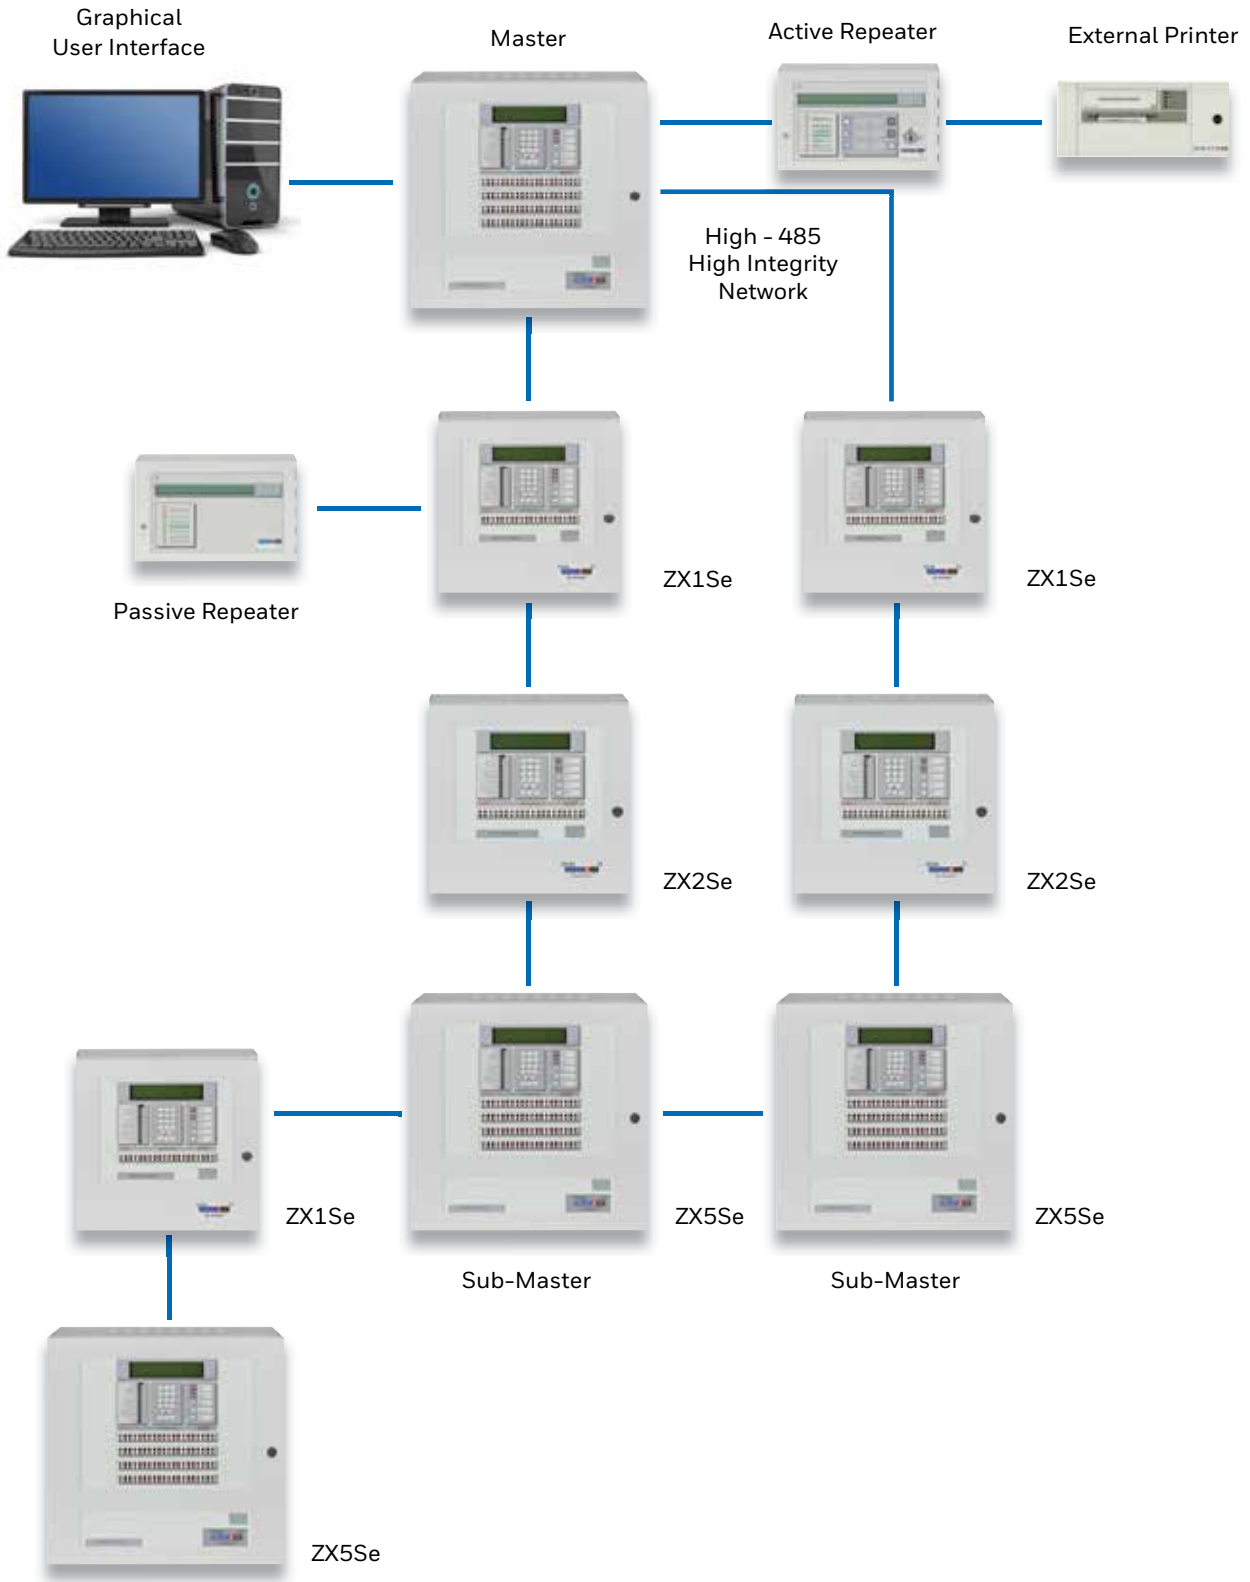 Graphical
User Interface
Master
Active Repeater
External Printer
High - 485
High Integrity
Network
ZX1Se
ZX1Se
Passive Repeater
ZX2Se
ZX2Se
ZX1Se
ZX5Se
ZX5Se
Sub-Master
Sub-Master
ZX5Se